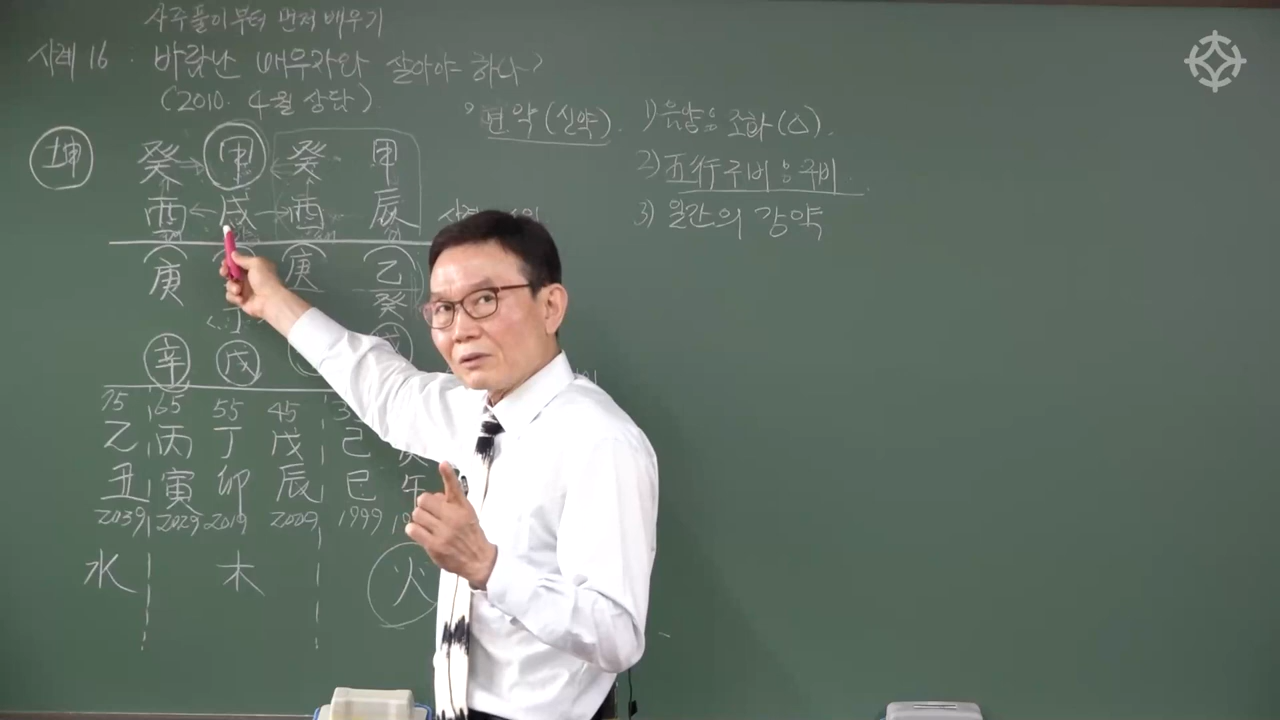 사주풀이부터 먼저 배우기
사례 16 : 바람난 배우자와 살아야 하나?
(2010. 4월 상담)
편약(신약).
1) 음양의 조화(△).
2) 五行구비
3) 일간의 강약
坤
癸 甲 癸 甲
酉 戌 酉 辰
庚 庚 乙
癸
丁
辛 戊
75 65 55 45
乙 丙 丁 戊 己
丑 寅 卯 辰 巳 午
2039 2029 2019 2009 1999
水 木 火